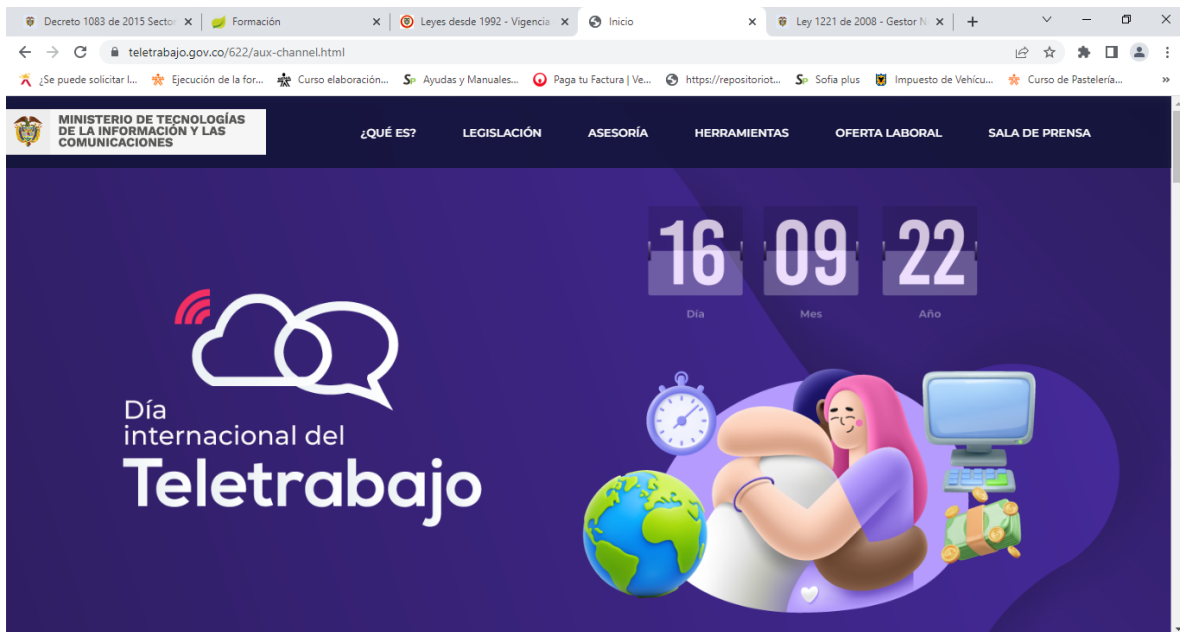 Decreto 1083 de 2015 Secto
Formación
Leyes desde 1992 - Vigencia
Inicio
Ley 1221 de 2008 - Gestor N
teletrabajo.gov.co/622/aux-channel.html
¿Se puede solicitar l...
Ejecución de la for...
Curso elaboración...
Sp Ayudas y Manuales...
Paga tu Factura | Ve...
https://repositoriot...
Sp Sofia plus
Impuesto de Vehícu...
Curso de Pastelería...
MINISTERIO DE TECNOLOGÍAS
DE LA INFORMACIÓN Y LAS
COMUNICACIONES
¿QUÉ ES?
LEGISLACIÓN
ASESORÍA
HERRAMIENTAS
OFERTA LABORAL
SALA DE PRENSA
16 09 22
Día Mes Año
Día
internacional del
Teletrabajo